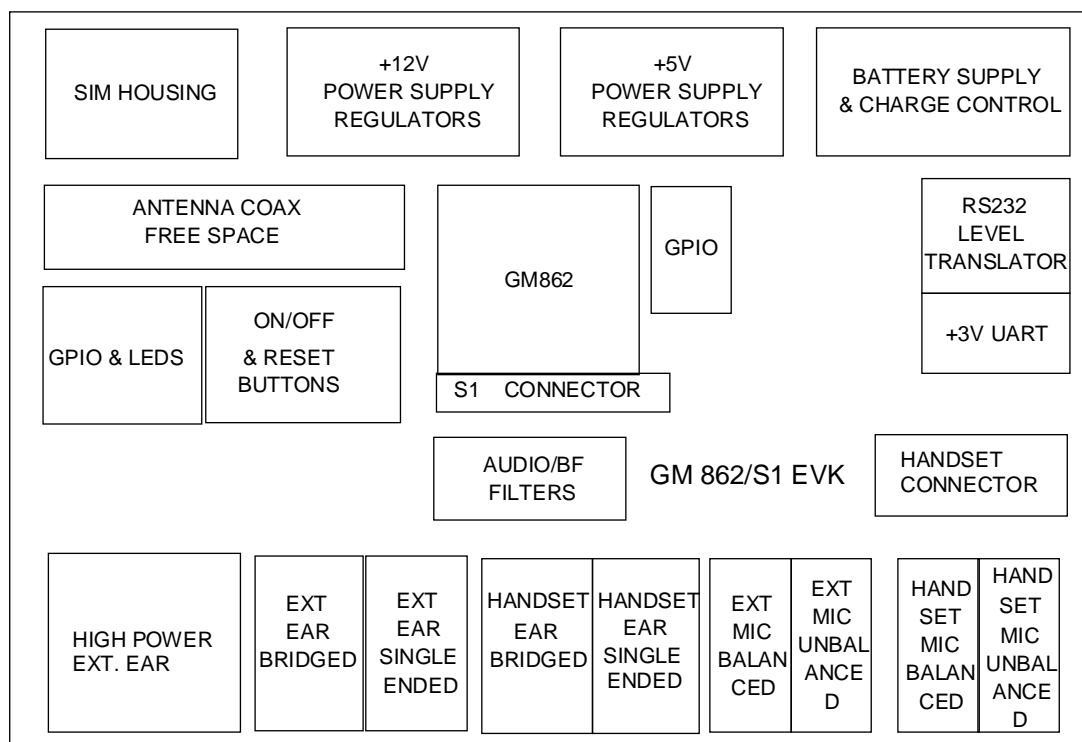 SIM HOUSING
+12V
POWER SUPPLY
REGULATORS
+5V
POWER SUPPLY
REGULATORS
BATTERY SUPPLY
& CHARGE CONTROL
ANTENNA COAX
FREE SPACE
GM862
GPIO
RS232
LEVEL
TRANSLATOR
+3V UART
GPIO & LEDS
ON/OFF
& RESET
BUTTONS
S1 CONNECTOR
AUDIO/BF
FILTERS
GM 862/S1 EVK
HANDSET
CONNECTOR
HIGH POWER
EXT. EAR
EXT
EAR
BRIDGED
EXT
EAR
SINGLE
ENDED
HANDSET
EAR
BRIDGED
HANDSET
EAR
SINGLE
ENDED
EXT
MIC
BALAN
CED
EXT
MIC
UNBAL
ANCE
D
HAND
SET
MIC
BALAN
CED
HAND
SET
MIC
UNBAL
ANCE
D